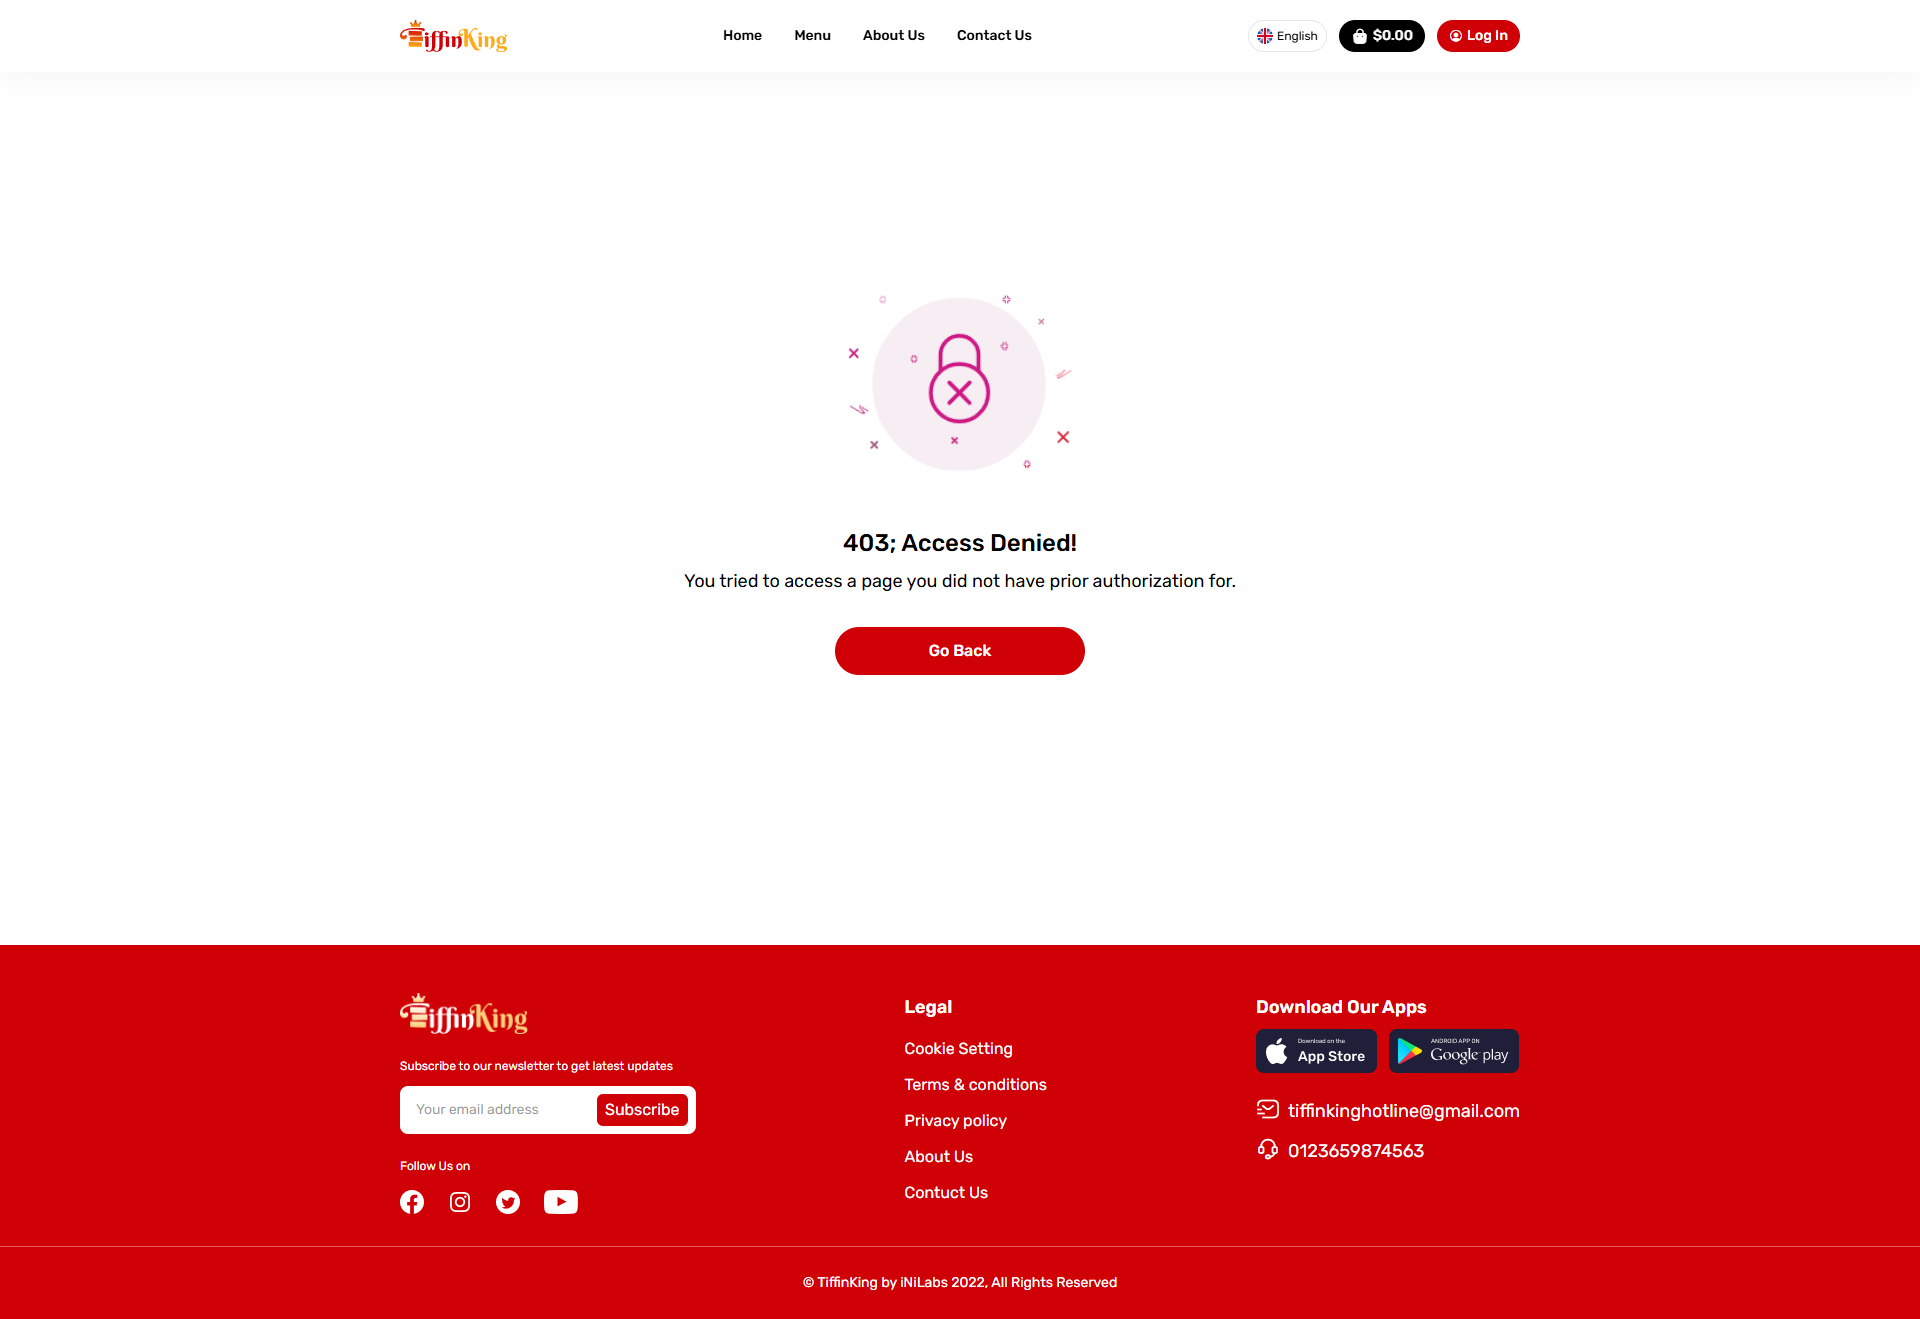 TiffinKing
Home Menu About Us Contact Us
English
$0.00
Log In
403; Access Denied!
You tried to access a page you did not have prior authorization for.
Go Back
TiffinKing
Subscribe to our newsletter to get latest updates
Your email address
Subscribe
Follow Us on
Legal
Cookie Setting
Terms & conditions
Privacy policy
About Us
Contuct Us
Download Our Apps
Download on the
App Store
ANDROID APP ON
Google play
tiffinkinghotline@gmail.com
0123659874563
© TiffinKing by iNiLabs 2022, All Rights Reserved